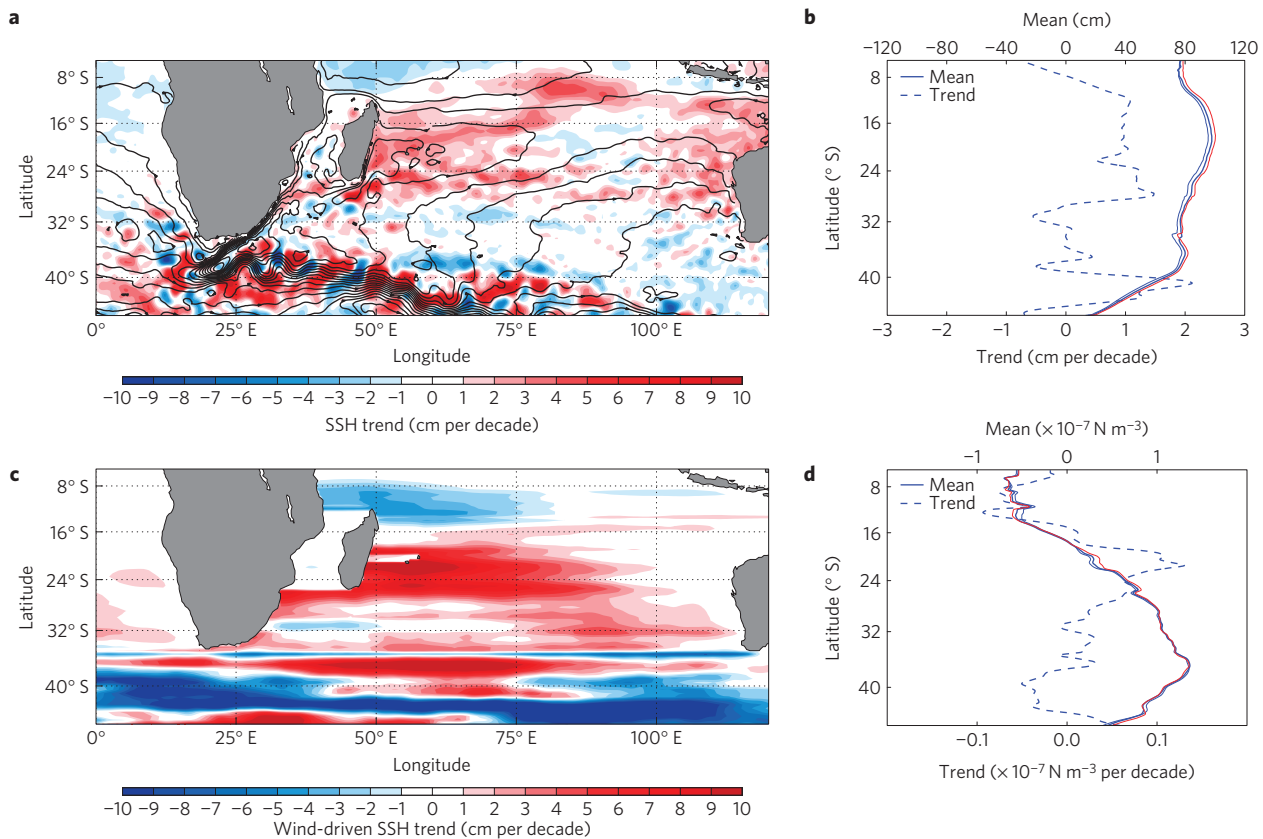 a
8° S
16° S
24° S
32° S
40° S
Latitude
0°
25°
50°
75°
100°
Longitude
−10 −9 −8 −7 −6 −5 −4 −3 −2 −1 0 1 2 3 4 5 6 7 8 9 10
SSH trend (cm per decade)
b
Mean (cm)
−120 −80 −40 0 40 80 120
Mean
Trend
8
16
24
32
40
Latitude (° S)
−3 −2 −1 0 1 2 3
Trend (cm per decade)
c
8° S
16° S
24° S
32° S
40° S
Latitude
0° 25° E 50° E 75° E 100° E
Longitude
−10 −9 −8 −7 −6 −5 −4 −3 −2 −1 0 1 2 3 4 5 6 7 8 9 10
Wind-driven SSH trend (cm per decade)
d
Mean (× 10⁻⁷ N m⁻³)
−1 0 1
Mean
Trend
8
16
24
32
40
Latitude (° S)
−0.1 0.0 0.1
Trend (× 10⁻⁷ N m⁻³ per decade)